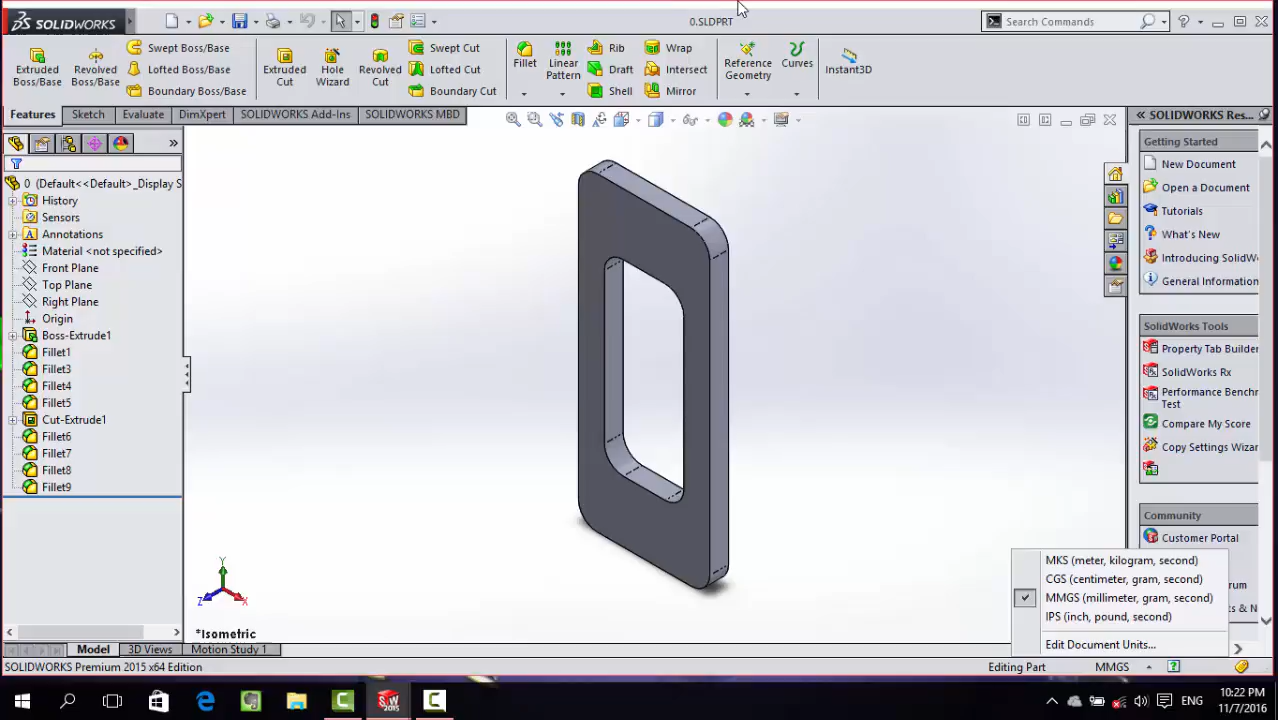 SOLIDWORKS
0.SLDPRT
Search Commands
Extruded Boss/Base
Revolved Boss/Base
Swept Boss/Base
Lofted Boss/Base
Boundary Boss/Base
Extruded Cut
Hole Wizard
Revolved Cut
Swept Cut
Lofted Cut
Boundary Cut
Fillet
Linear Pattern
Rib
Draft
Shell
Wrap
Intersect
Mirror
Reference Geometry
Curves
Instant3D
Features
Sketch
Evaluate
DimXpert
SOLIDWORKS Add-Ins
SOLIDWORKS MBD
0 (Default<<Default>_Display S
History
Sensors
Annotations
Material <not specified>
Front Plane
Top Plane
Right Plane
Origin
Boss-Extrude1
Fillet1
Fillet3
Fillet4
Fillet5
Cut-Extrude1
Fillet6
Fillet7
Fillet8
Fillet9
Y
Z
X
*Isometric
SOLIDWORKS Res...
Getting Started
New Document
Open a Document
Tutorials
What's New
Introducing SolidWo
General Information
SolidWorks Tools
Property Tab Builder
SolidWorks Rx
Performance Benchm
Test
Compare My Score
Copy Settings Wizar
Community
Customer Portal
MKS (meter, kilogram, second)
CGS (centimeter, gram, second)
MMGS (millimeter, gram, second)
IPS (inch, pound, second)
Edit Document Units...
Model
3D Views
Motion Study 1
SOLIDWORKS Premium 2015 x64 Edition
Editing Part
MMGS
ENG
10:22 PM
11/7/2016